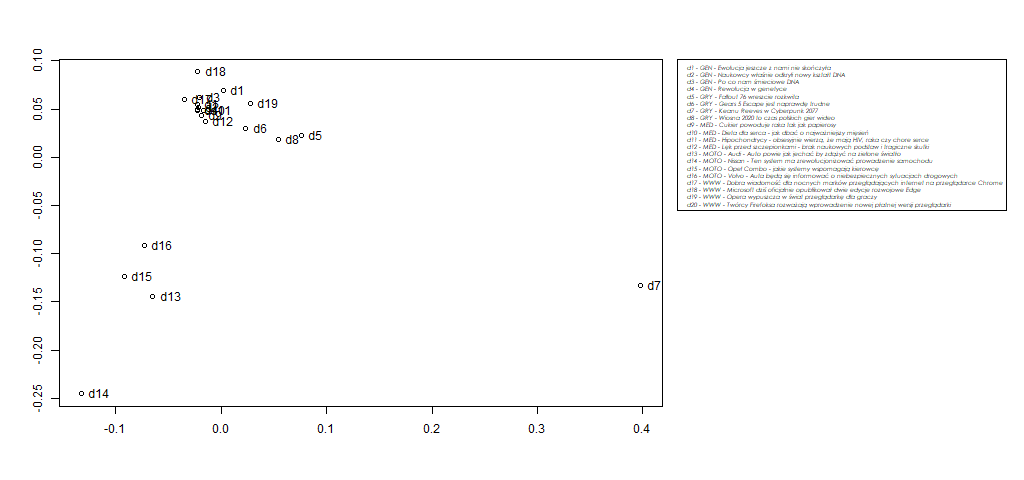 0.10
0.05
0.00
-0.05
-0.10
-0.15
-0.20
-0.25
-0.1
0.0
0.1
0.2
0.3
0.4
d18
d1
d3
d19
d12
d6
d8
d5
d16
d15
d13
d14
d7
d1 - GEN - Ewolucja jeszcze z nami nie skończyła
d2 - GEN - Naukowcy właśnie odkryli nowy kształt DNA
d3 - GEN - Po co nam śmieciowe DNA
d4 - GEN - Rewolucja w genetyce
d5 - GRY - Fallout 76 wreszcie rozkwita
d6 - GRY - Gears 5 Escape jest naprawdę trudne
d7 - GRY - Keanu Reeves w Cyberpunk 2077
d8 - GRY - Wiosna 2020 to czas polskich gier wideo
d9 - MED - Cukier powoduje raka tak jak papierosy
d10 - MED - Dieta dla serca - jak dbać o najważniejszy mięsień
d11 - MED - Hipochondrycy - obsesyjnie wierzą, że mają HIV, raka czy chore serce
d12 - MED - Lęk przed szczepionkami - brak naukowych podstaw i tragiczne skutki
d13 - MOTO - Audi - Auto powie jak jechać by zdążyć na zielone światło
d14 - MOTO - Nissan - Ten system ma zrewolucjonizować prowadzenie samochodu
d15 - MOTO - Opel Combo - jakie systemy wspomagają kierowcę
d16 - MOTO - Volvo - Auta będą się informować o niebezpiecznych sytuacjach drogowych
d17 - WWW - Dobra wiadomość dla nocnych marków przeglądających internet na przeglądarce Chrome
d18 - WWW - Microsoft dziś oficjalnie opublikował dwie edycje rozwojowe Edge
d19 - WWW - Opera wypuszcza w świat przeglądarkę dla graczy
d20 - WWW - Twórcy Firefoksa rozważają wprowadzenie nowej płatnej wersji przeglądarki